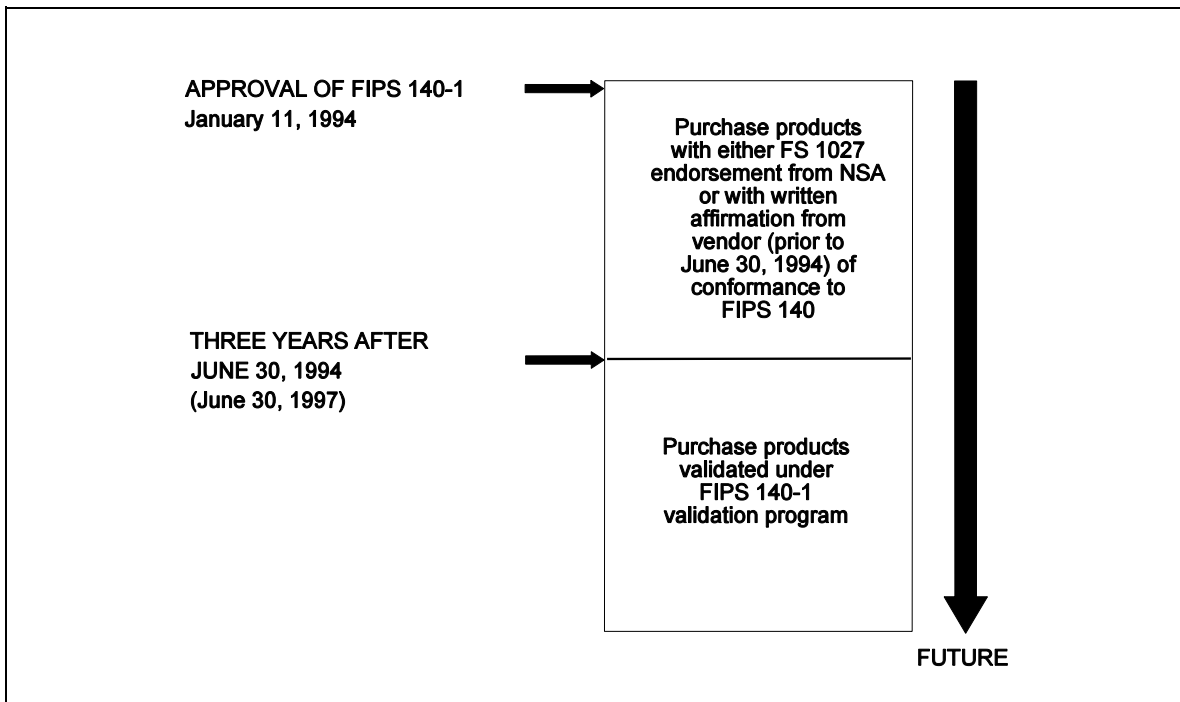 APPROVAL OF FIPS 140-1
January 11, 1994
Purchase products
with either FS 1027
endorsement from NSA
or with written
affirmation from
vendor (prior to
June 30, 1994) of
conformance to
FIPS 140
THREE YEARS AFTER
JUNE 30, 1994
(June 30, 1997)
Purchase products
validated under
FIPS 140-1
validation program
FUTURE